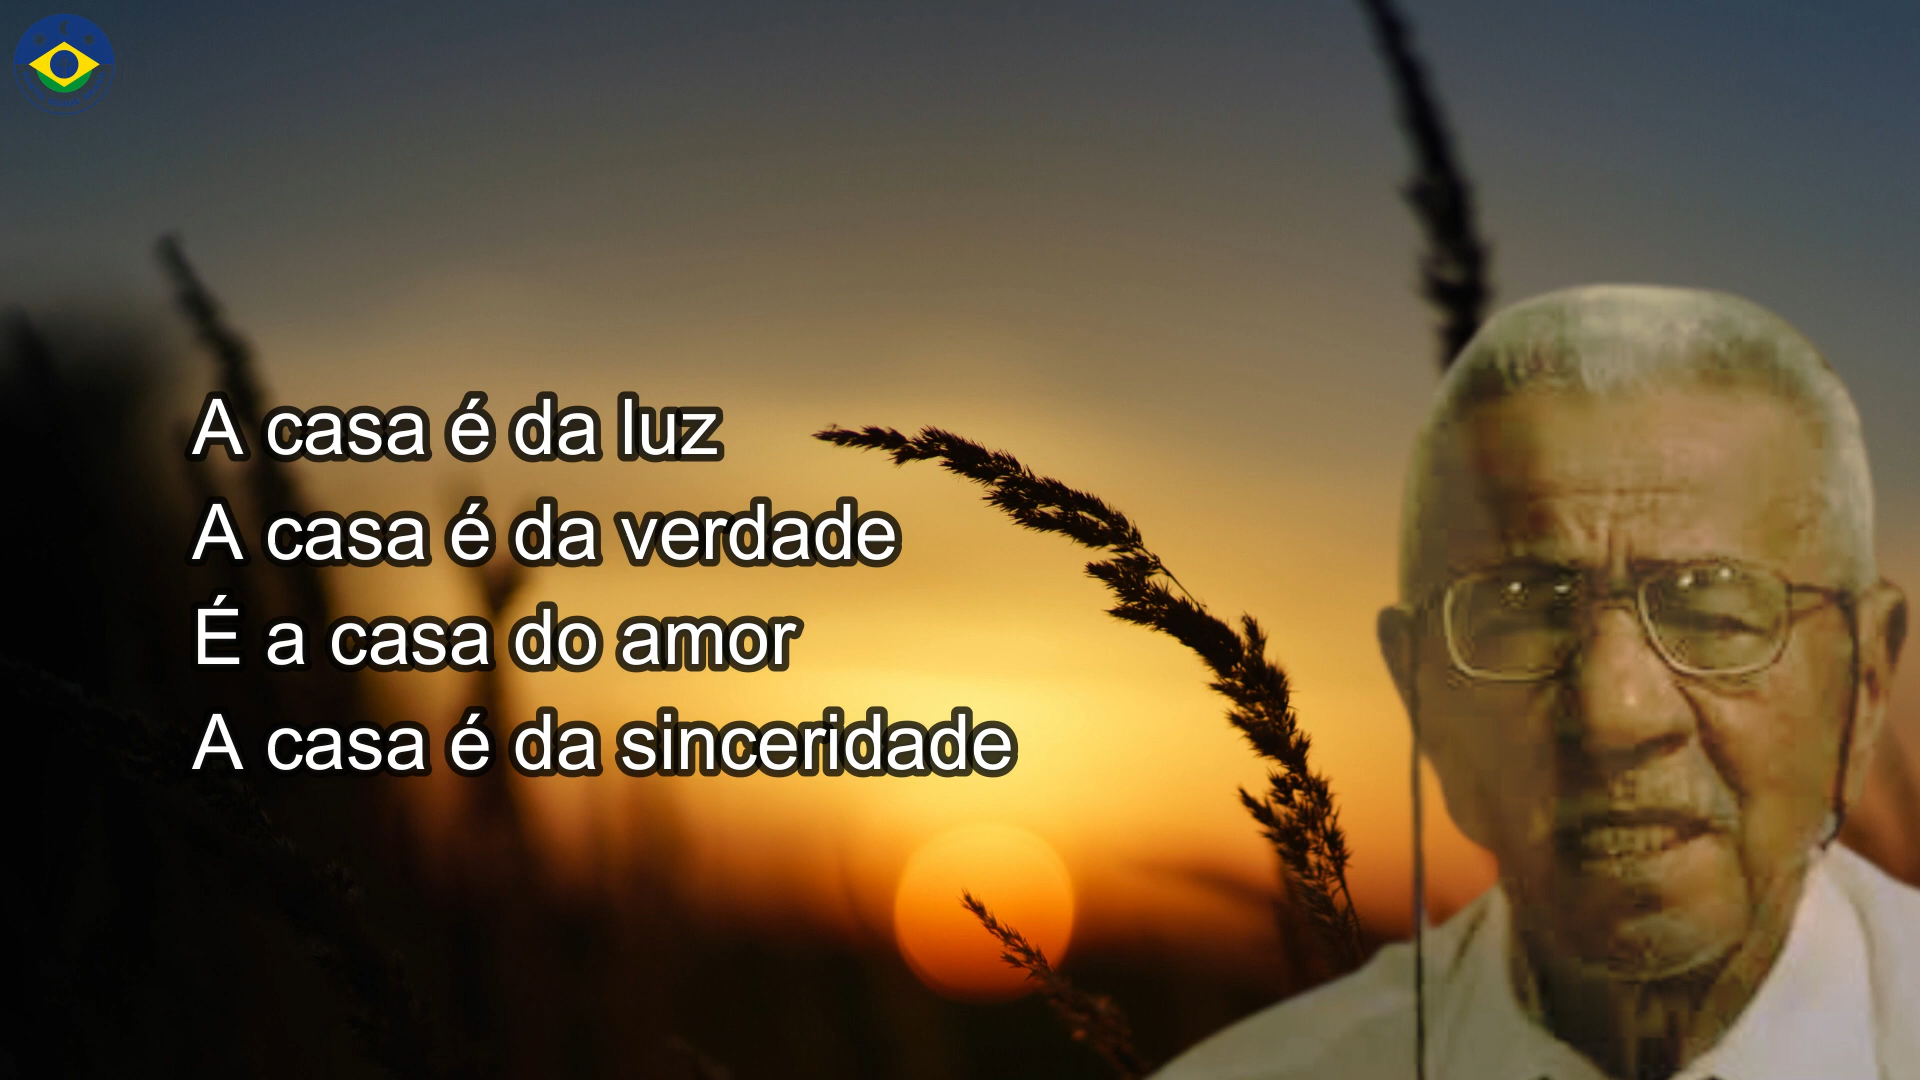 A casa é da luz
A casa é da verdade
É a casa do amor
A casa é da sinceridade